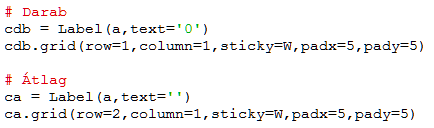 # Darab
cdb = Label(a,text='0')
cdb.grid(row=1,column=1,sticky=W,padx=5,pady=5)
# Átlag
ca = Label(a,text='')
ca.grid(row=2,column=1,sticky=W,padx=5,pady=5)